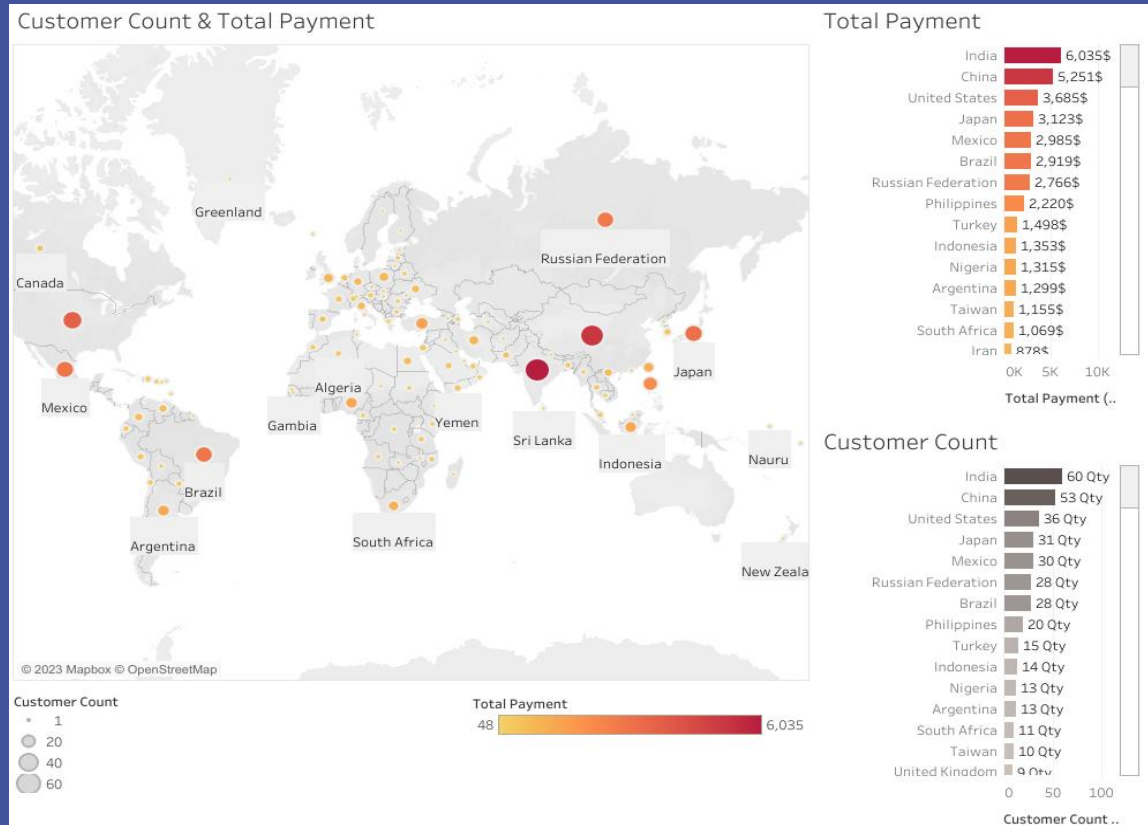 Customer Count & Total Payment
Greenland
Canada
Russian Federation
Mexico
Algeria
Gambia
Yemen
Sri Lanka
Japan
Indonesia
Nauru
Brazil
Argentina
South Africa
New Zeala
© 2023 Mapbox © OpenStreetMap
Customer Count
1
20
40
60
Total Payment
48 6,035
Total Payment
India 6,035$
China 5,251$
United States 3,685$
Japan 3,123$
Mexico 2,985$
Brazil 2,919$
Russian Federation 2,766$
Philippines 2,220$
Turkey 1,498$
Indonesia 1,353$
Nigeria 1,315$
Argentina 1,299$
Taiwan 1,155$
South Africa 1,069$
Iran 878$
0K 5K 10K
Total Payment (..
Customer Count
India 60 Qty
China 53 Qty
United States 36 Qty
Japan 31 Qty
Mexico 30 Qty
Russian Federation 28 Qty
Brazil 28 Qty
Philippines 20 Qty
Turkey 15 Qty
Indonesia 14 Qty
Nigeria 13 Qty
Argentina 13 Qty
South Africa 11 Qty
Taiwan 10 Qty
United Kingdom 9 Qty
0 50 100
Customer Count ..